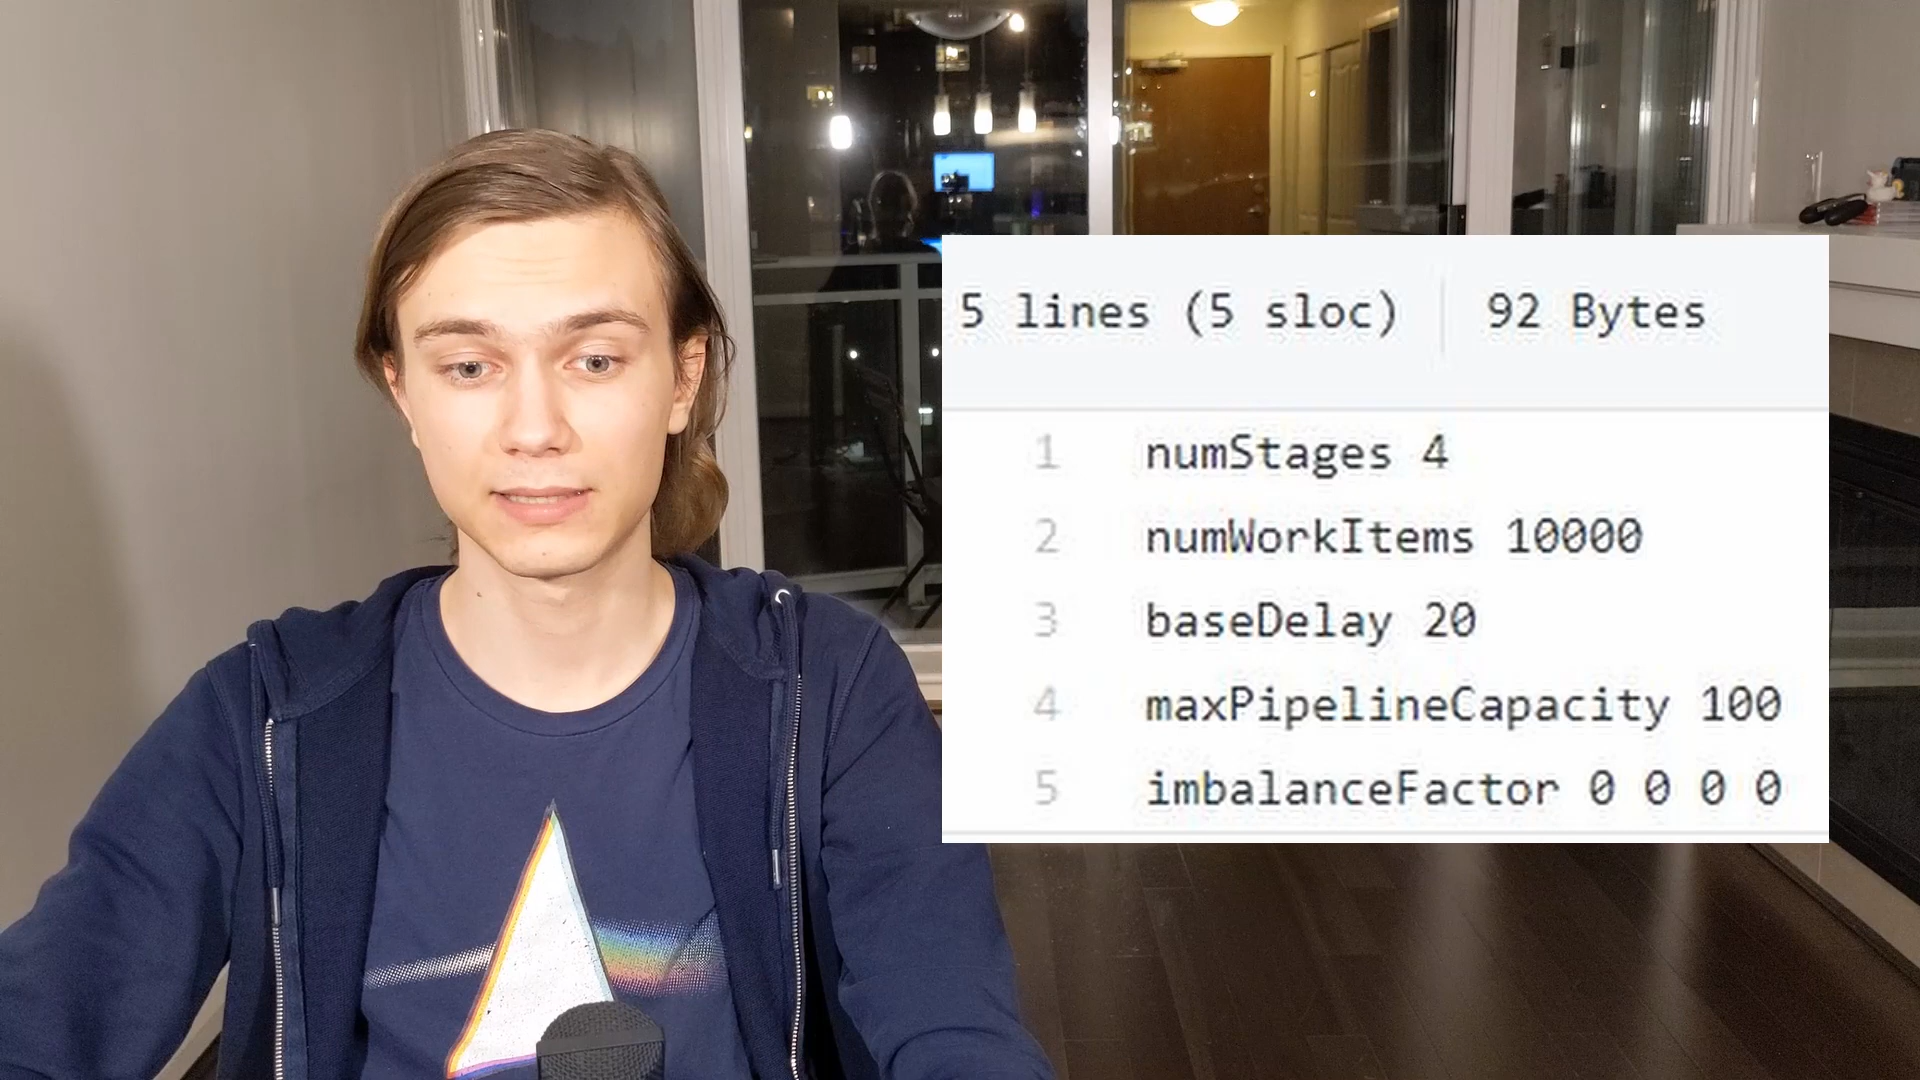 5 lines (5 sloc) 92 Bytes
1 numStages 4
2 numWorkItems 10000
3 baseDelay 20
4 maxPipelineCapacity 100
5 imbalanceFactor 0 0 0 0